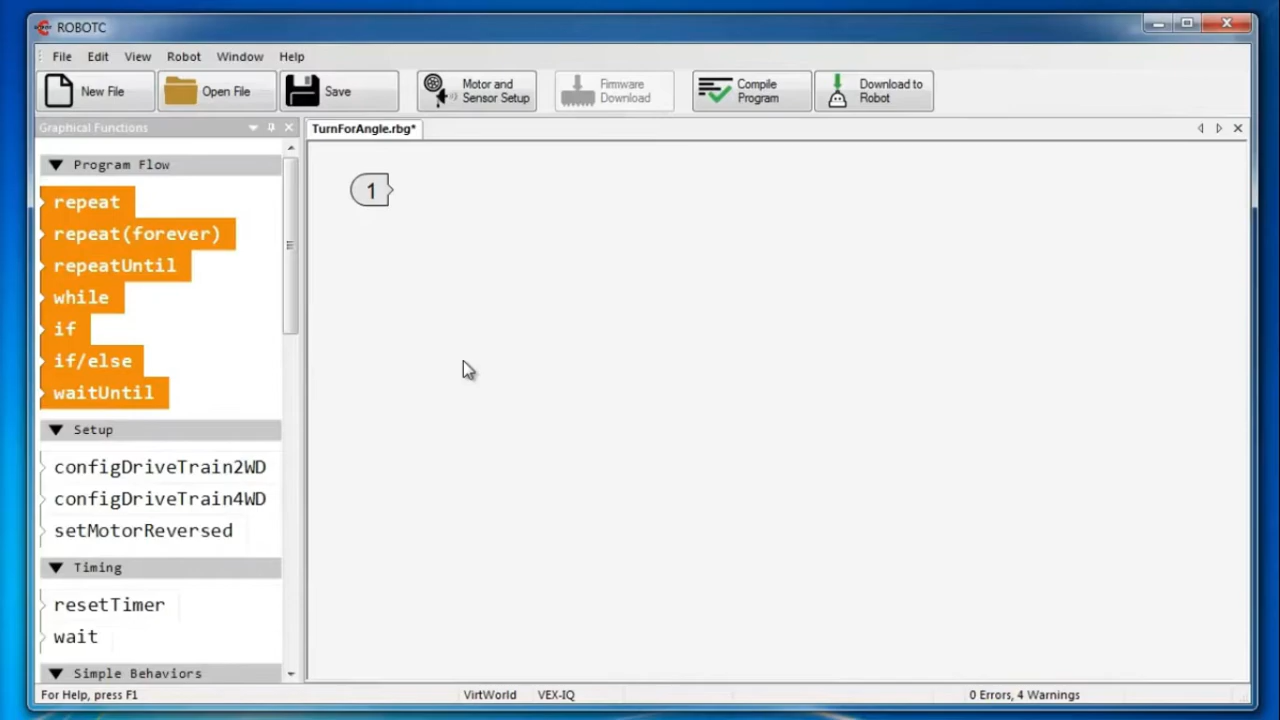 ROBOTC
File Edit View Robot Window Help
New File Open File Save Motor and Sensor Setup Firmware Download Compile Program Download to Robot
Graphical Functions
TurnForAngle.rbg*
Program Flow
repeat
1
repeat(forever)
repeatUntil
while
if
if/else
waitUntil
Setup
configDriveTrain2WD
configDriveTrain4WD
setMotorReversed
Timing
resetTimer
wait
Simple Behaviors
For Help, press F1 VirtWorld VEX-IQ 0 Errors, 4 Warnings